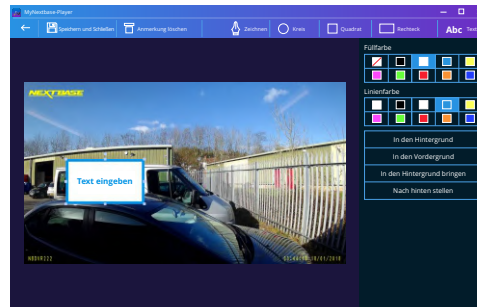 MyNextbase-Player
Speichern und Schließen
Anmerkung löschen
Zeichnen
Kreis
Quadrat
Rechteck
Abc Text
Füllfarbe
Linienfarbe
NEXTBASE
Text eingeben
In den Hintergrund
In den Vordergrund
In den Hintergrund bringen
Nach hinten stellen